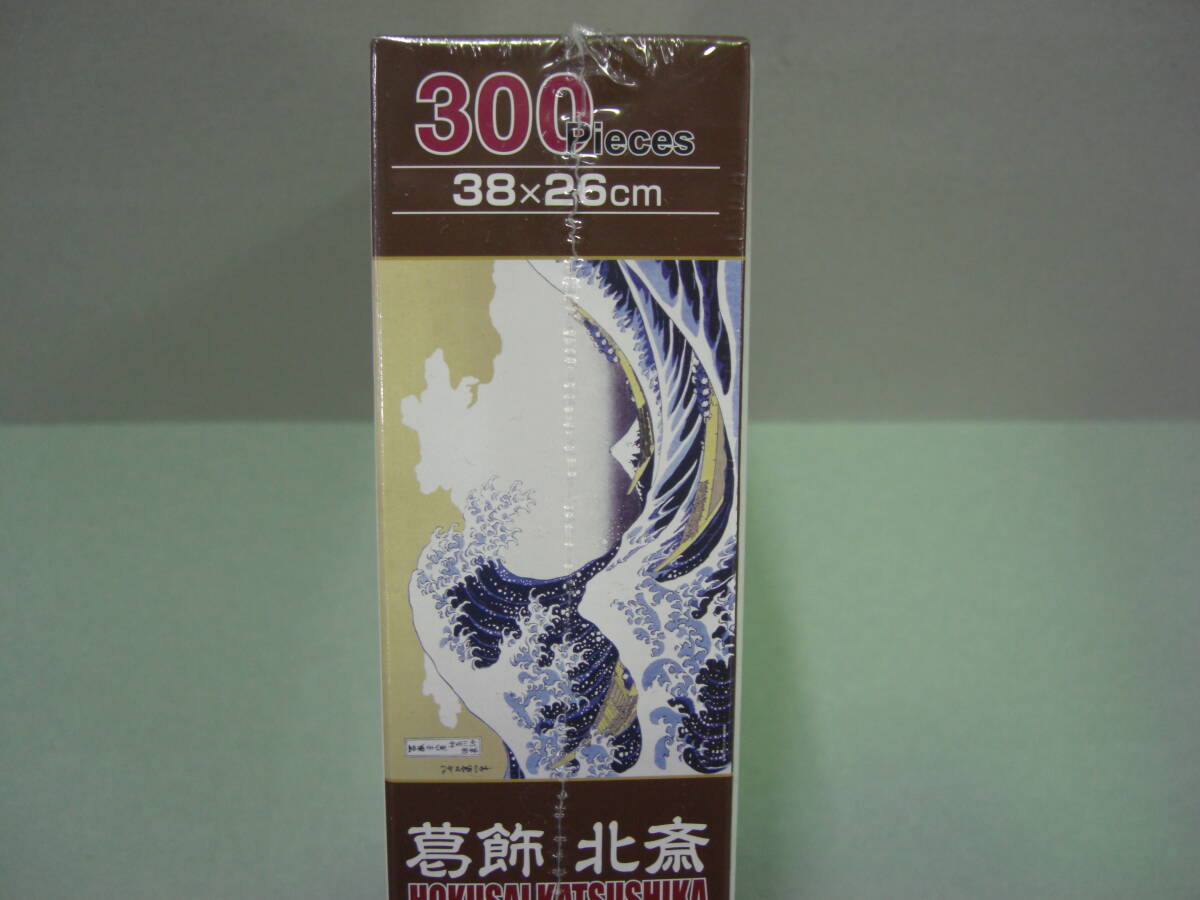 300 Pieces
38×26cm
葛飾 北斎
HOKUSAI KATSUSHIKA